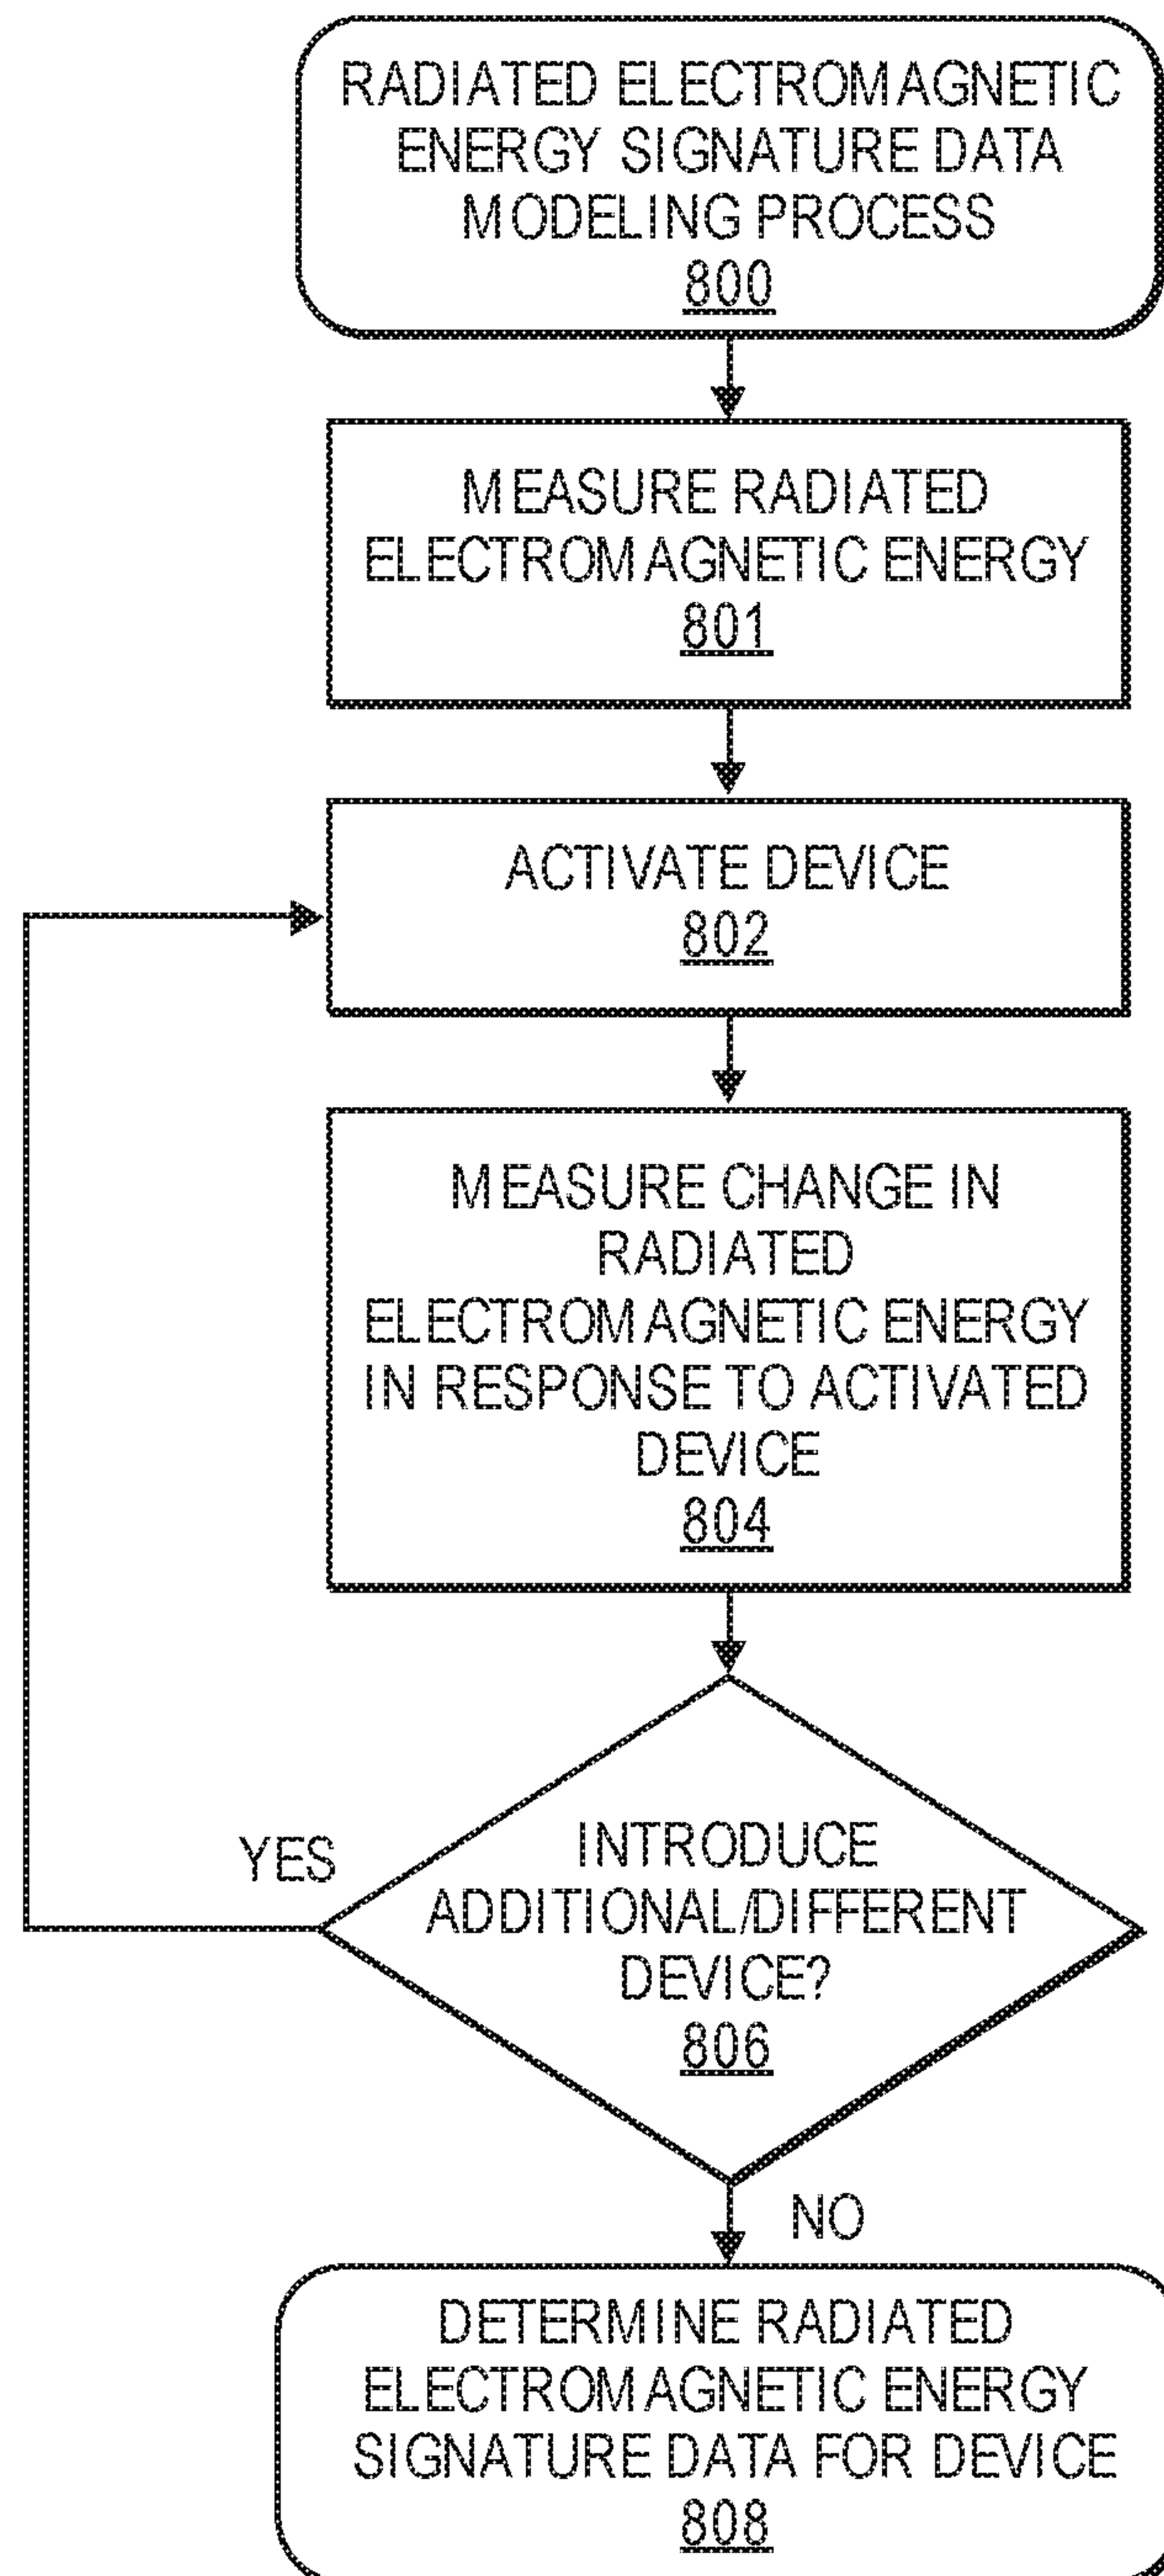 RADIATED ELECTROMAGNETIC
ENERGY SIGNATURE DATA
MODELING PROCESS
800
MEASURE RADIATED
ELECTROMAGNETIC ENERGY
801
ACTIVATE DEVICE
802
MEASURE CHANGE IN
RADIATED
ELECTROMAGNETIC ENERGY
IN RESPONSE TO ACTIVATED
DEVICE
804
YES
INTRODUCE
ADDITIONAL/DIFFERENT
DEVICE?
806
NO
DETERMINE RADIATED
ELECTROMAGNETIC ENERGY
SIGNATURE DATA FOR DEVICE
808